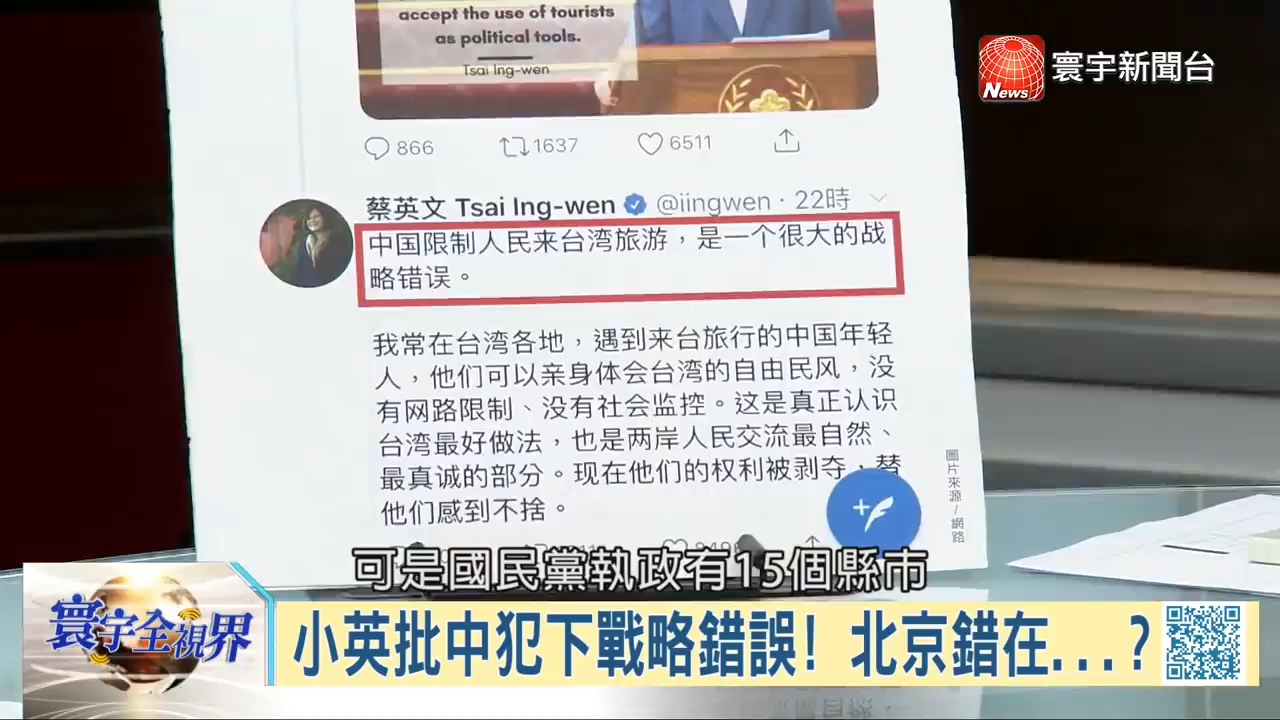 accept the use of tourists
as political tools.
Tsai Ing-wen
News 寰宇新聞台
866 1637 6511
蔡英文 Tsai Ing-wen @iingwen · 22時
中国限制人民来台湾旅游，是一个很大的战
略错误。
我常在台湾各地，遇到来台旅行的中国年轻
人，他们可以亲身体会台湾的自由民风，没
有网路限制、没有社会监控。这是真正认识
台湾最好做法，也是两岸人民交流最自然、
最真诚的部分。现在他们的权利被剥夺，替
他们感到不捨。
圖片來源/網路
可是國民黨執政有15個縣市
寰宇全視界
小英批中犯下戰略錯誤! 北京錯在...?